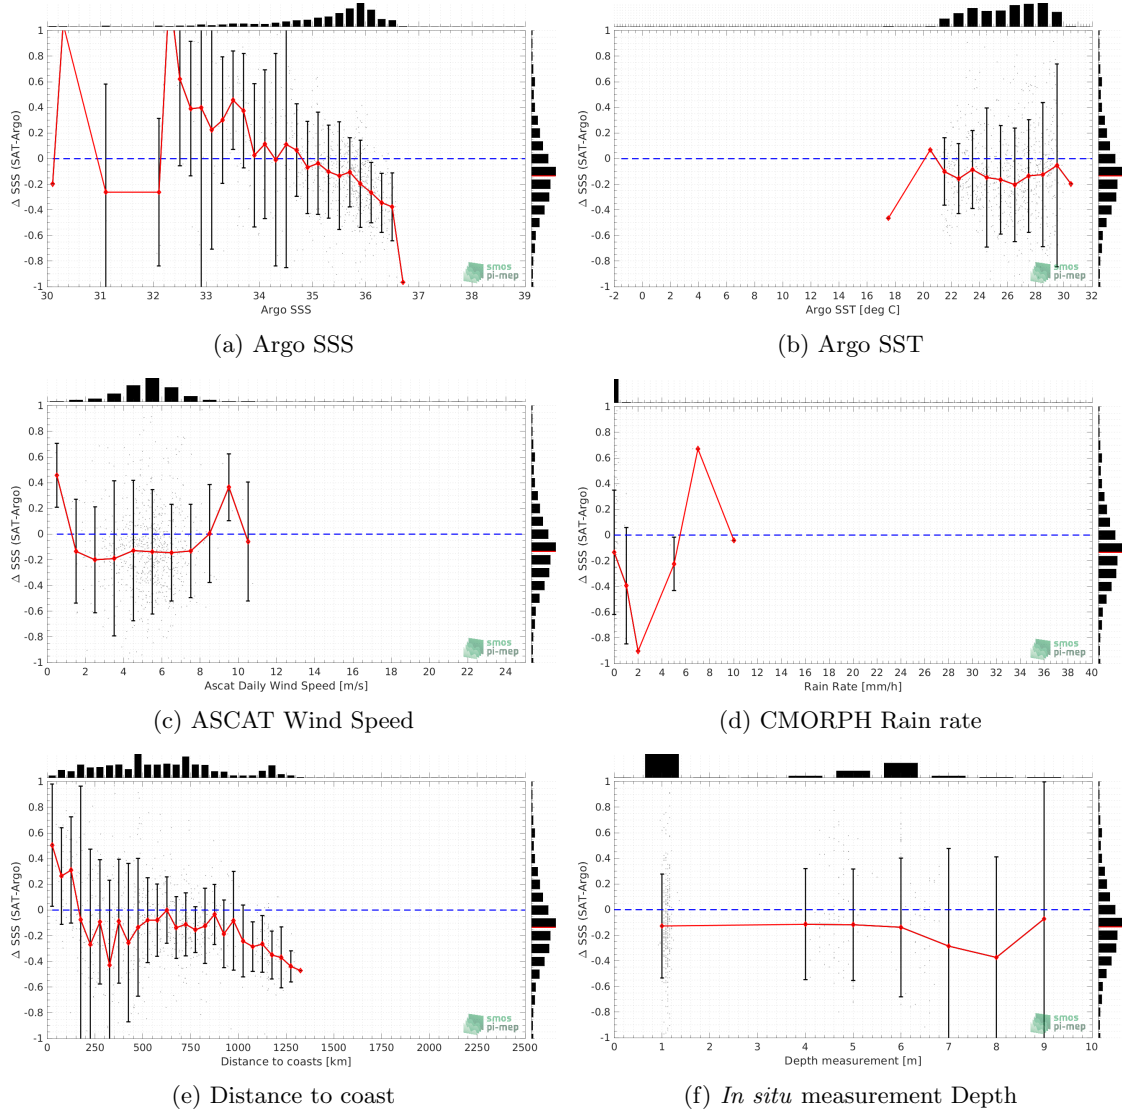 1
0.8
0.6
0.4
0.2
0
-0.2
-0.4
-0.6
-0.8
-1
Δ SSS (SAT-Argo)
30 31 32 33 34 35 36 37 38 39
Argo SSS
smos
pi-mep
(a) Argo SSS
1
0.8
0.6
0.4
0.2
0
-0.2
-0.4
-0.6
-0.8
-1
Δ SSS (SAT-Argo)
-2 0 2 4 6 8 10 12 14 16 18 20 22 24 26 28 30 32
Argo SST [deg C]
smos
pi-mep
(b) Argo SST
1
0.8
0.6
0.4
0.2
0
-0.2
-0.4
-0.6
-0.8
-1
Δ SSS (SAT-Argo)
0 2 4 6 8 10 12 14 16 18 20 22 24
Ascat Daily Wind Speed [m/s]
smos
pi-mep
(c) ASCAT Wind Speed
1
0.8
0.6
0.4
0.2
0
-0.2
-0.4
-0.6
-0.8
-1
Δ SSS (SAT-Argo)
0 2 4 6 8 10 12 14 16 18 20 22 24 26 28 30 32 34 36 38 40
Rain Rate [mm/h]
smos
pi-mep
(d) CMORPH Rain rate
1
0.8
0.6
0.4
0.2
0
-0.2
-0.4
-0.6
-0.8
-1
Δ SSS (SAT-Argo)
0 250 500 750 1000 1250 1500 1750 2000 2250 2500
Distance to coasts [km]
smos
pi-mep
(e) Distance to coast
1
0.8
0.6
0.4
0.2
0
-0.2
-0.4
-0.6
-0.8
-1
Δ SSS (SAT-Argo)
0 1 2 3 4 5 6 7 8 9 10
Depth measurement [m]
smos
pi-mep
(f) In situ measurement Depth